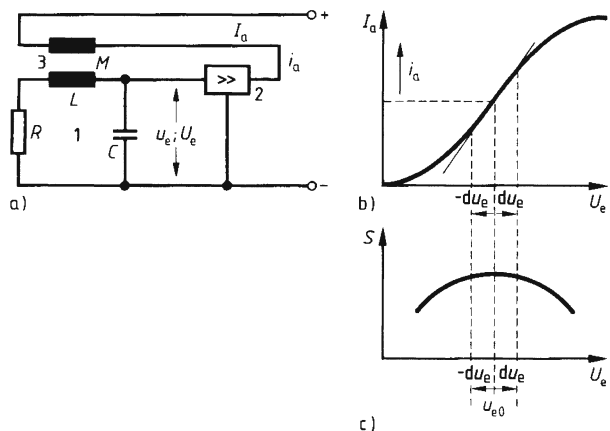 +
I_a
3 M
i_a
L
>> 2
R 1 C u_e; U_e
−
a)
I_a
i_a
-du_e du_e U_e
b)
S
-du_e du_e U_e
u_e0
c)